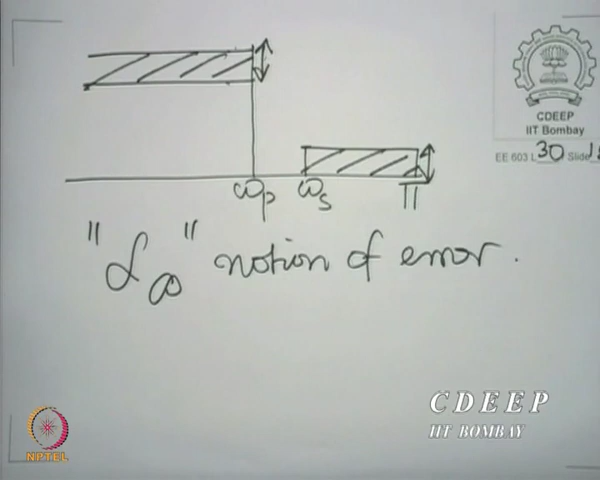 CDEEP
IIT Bombay
EE 603 L 30 Slide
ωp ωs π
"L∞" notion of error.
CDEEP
IIT BOMBAY
NPTEL